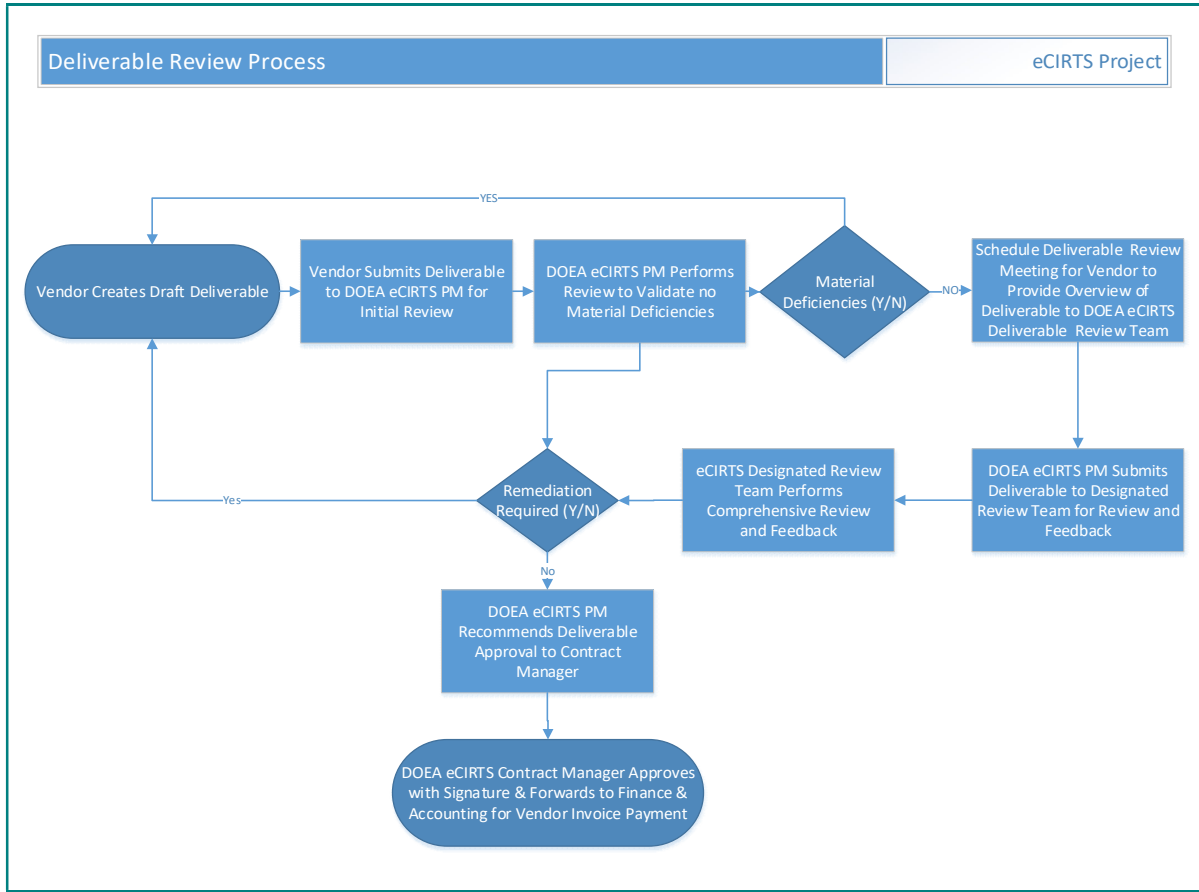 Deliverable Review Process
eCIRTS Project
YES
Vendor Creates Draft Deliverable
Vendor Submits Deliverable
to DOEA eCIRTS PM for
Initial Review
DOEA eCIRTS PM Performs
Review to Validate no
Material Deficiencies
Material
Deficiencies (Y/N)
NO
Schedule Deliverable Review
Meeting for Vendor to
Provide Overview of
Deliverable to DOEA eCIRTS
Deliverable Review Team
DOEA eCIRTS PM Submits
Deliverable to Designated
Review Team for Review and
Feedback
eCIRTS Designated Review
Team Performs
Comprehensive Review
and Feedback
Remediation
Required (Y/N)
Yes
No
DOEA eCIRTS PM
Recommends Deliverable
Approval to Contract
Manager
DOEA eCIRTS Contract Manager Approves
with Signature & Forwards to Finance &
Accounting for Vendor Invoice Payment